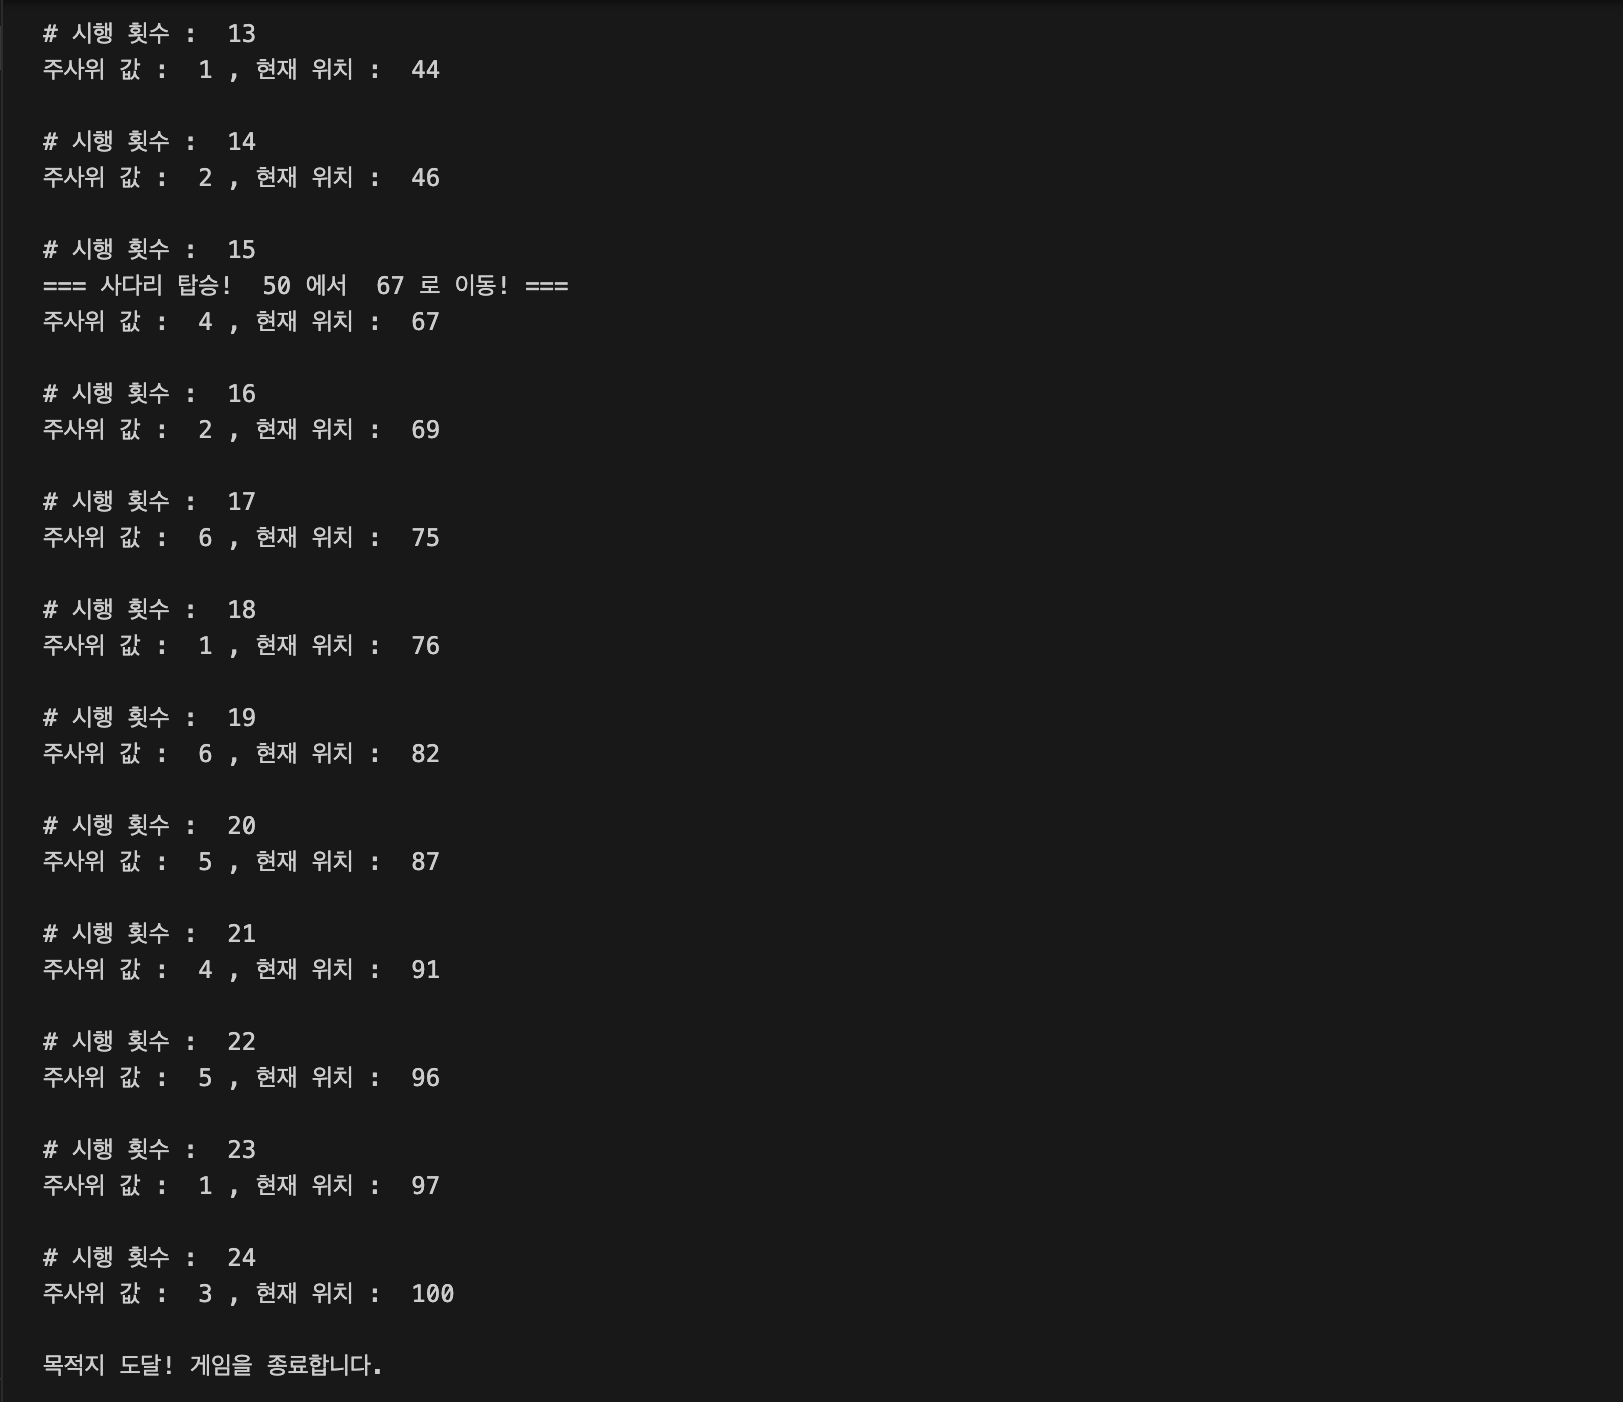 # 시행 횟수 :  13
주사위 값 :  1 , 현재 위치 :  44
# 시행 횟수 :  14
주사위 값 :  2 , 현재 위치 :  46
# 시행 횟수 :  15
=== 사다리 탑승!  50 에서  67 로 이동! ===
주사위 값 :  4 , 현재 위치 :  67
# 시행 횟수 :  16
주사위 값 :  2 , 현재 위치 :  69
# 시행 횟수 :  17
주사위 값 :  6 , 현재 위치 :  75
# 시행 횟수 :  18
주사위 값 :  1 , 현재 위치 :  76
# 시행 횟수 :  19
주사위 값 :  6 , 현재 위치 :  82
# 시행 횟수 :  20
주사위 값 :  5 , 현재 위치 :  87
# 시행 횟수 :  21
주사위 값 :  4 , 현재 위치 :  91
# 시행 횟수 :  22
주사위 값 :  5 , 현재 위치 :  96
# 시행 횟수 :  23
주사위 값 :  1 , 현재 위치 :  97
# 시행 횟수 :  24
주사위 값 :  3 , 현재 위치 :  100
목적지 도달! 게임을 종료합니다.